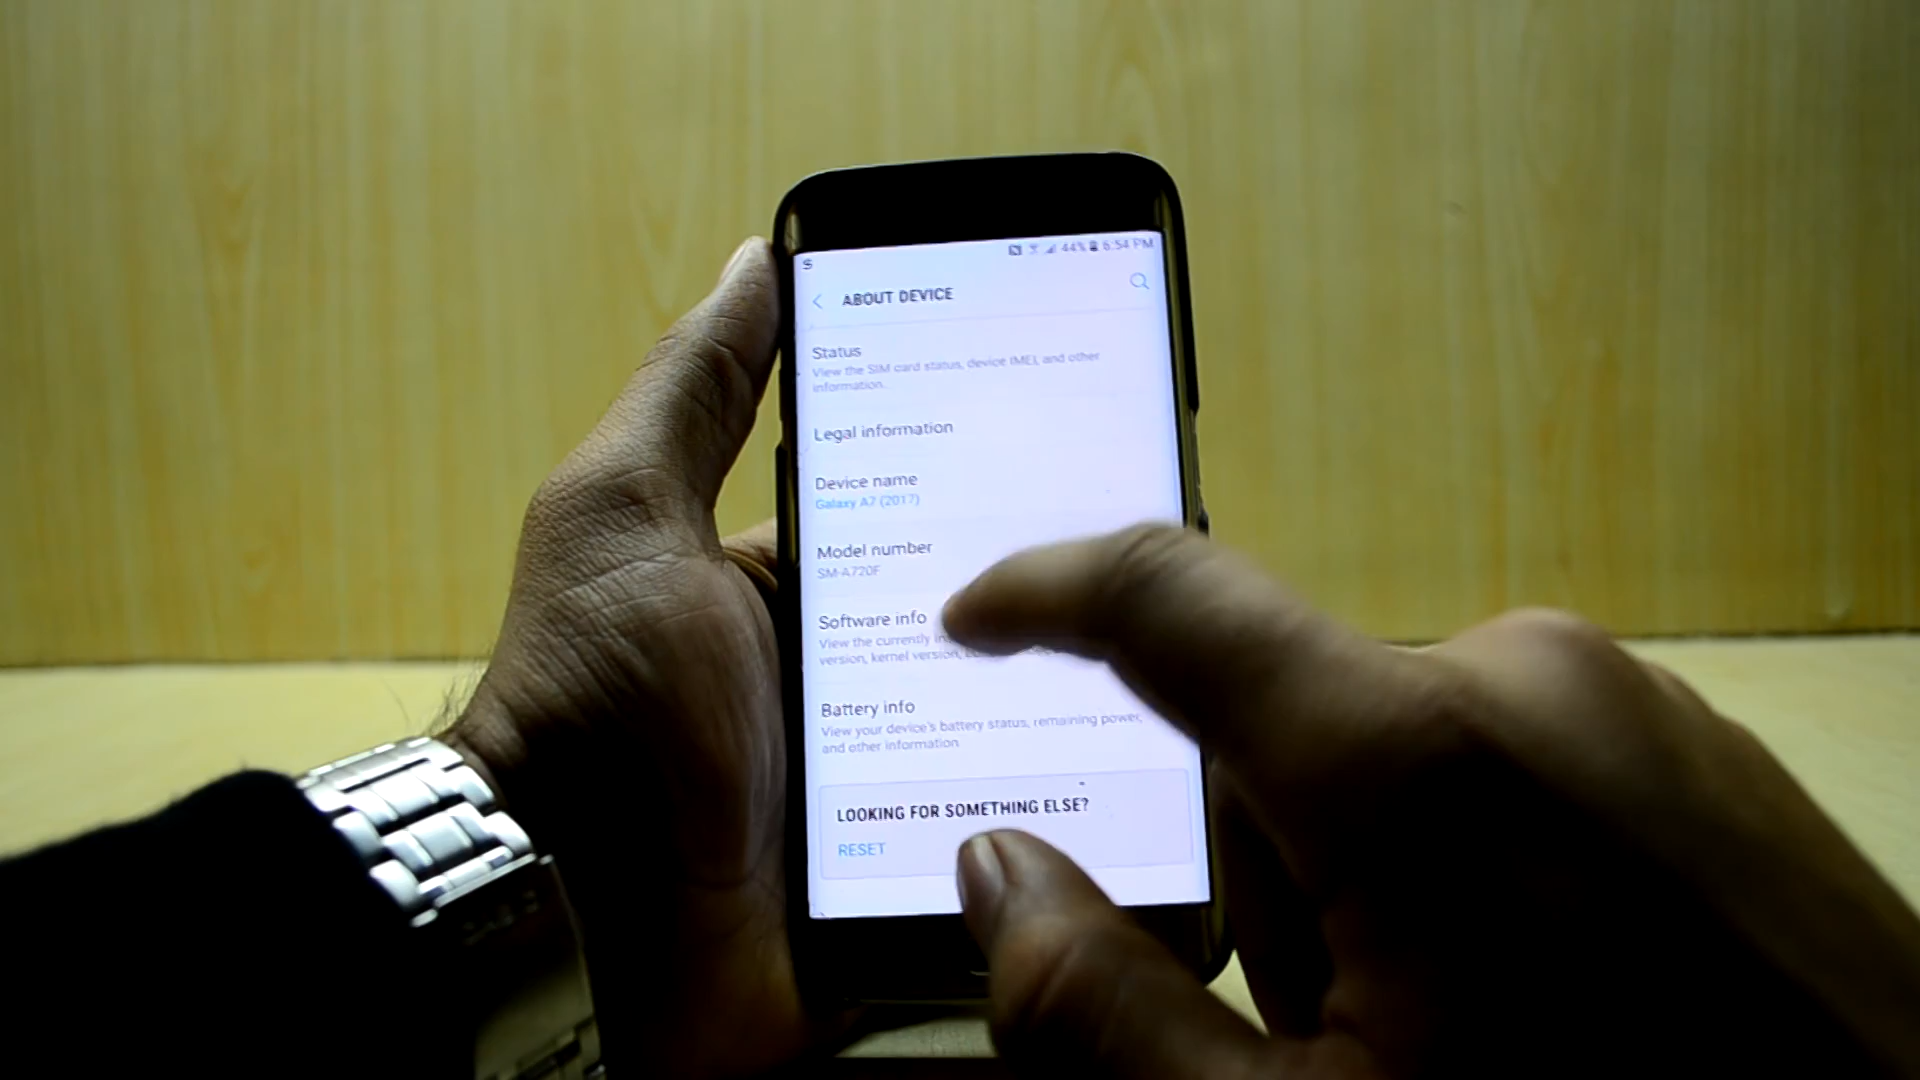 S
44% 6:54 PM
ABOUT DEVICE
Status
View the SIM card status, device IMEI, and other
information.
Legal information
Device name
Galaxy A7 (2017)
Model number
SM-A720F
Software info
View the currently
version, kernel version,
Battery info
View your device's battery status, remaining power,
and other information.
LOOKING FOR SOMETHING ELSE?
RESET